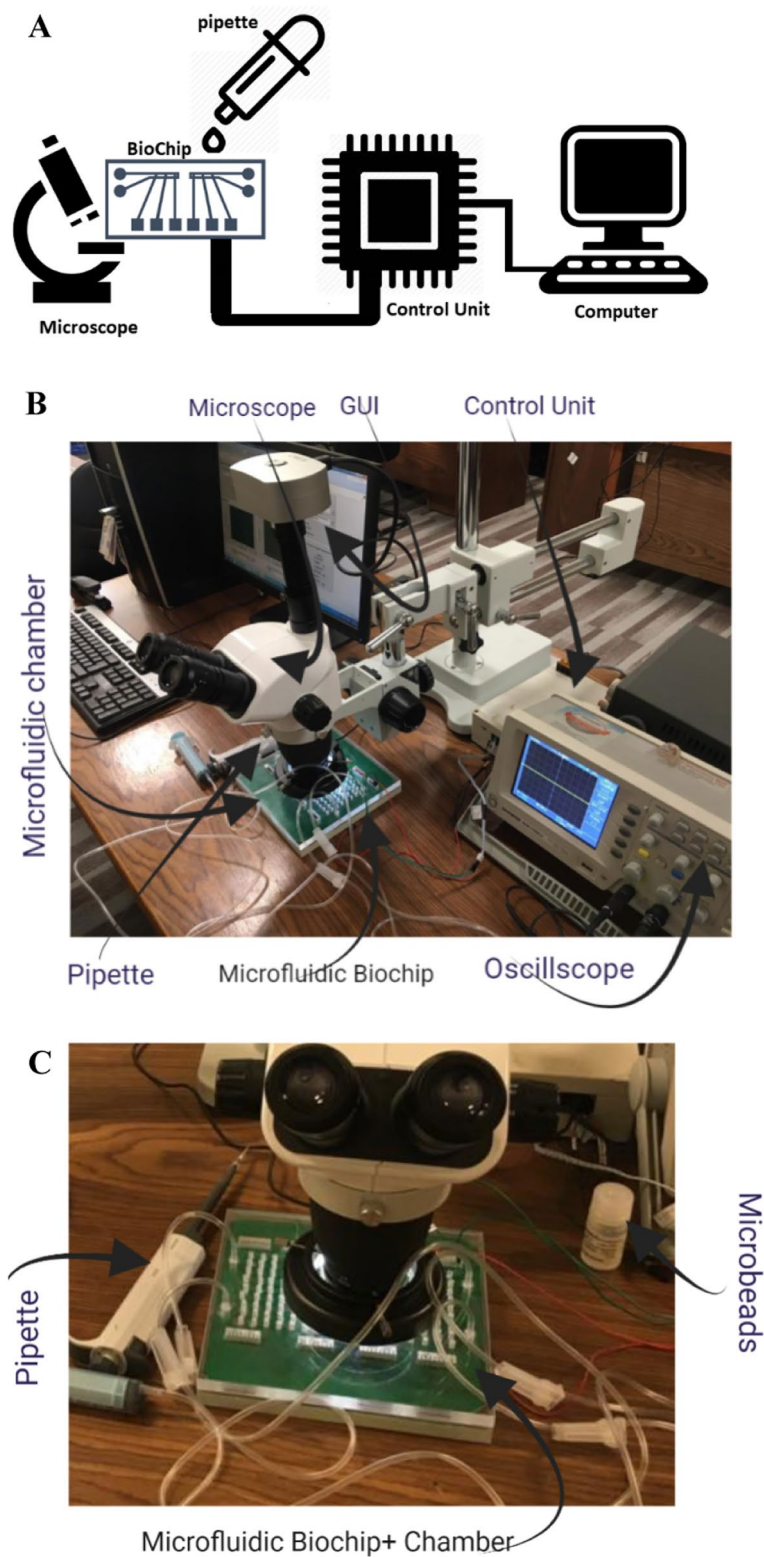 A
pipette
BioChip
Microscope
Control Unit
Computer
B
Microscope
GUI
Control Unit
Microfluidic chamber
Pipette
Microfluidic Biochip
Oscillscope
C
Pipette
Microbeads
Microfluidic Biochip+ Chamber